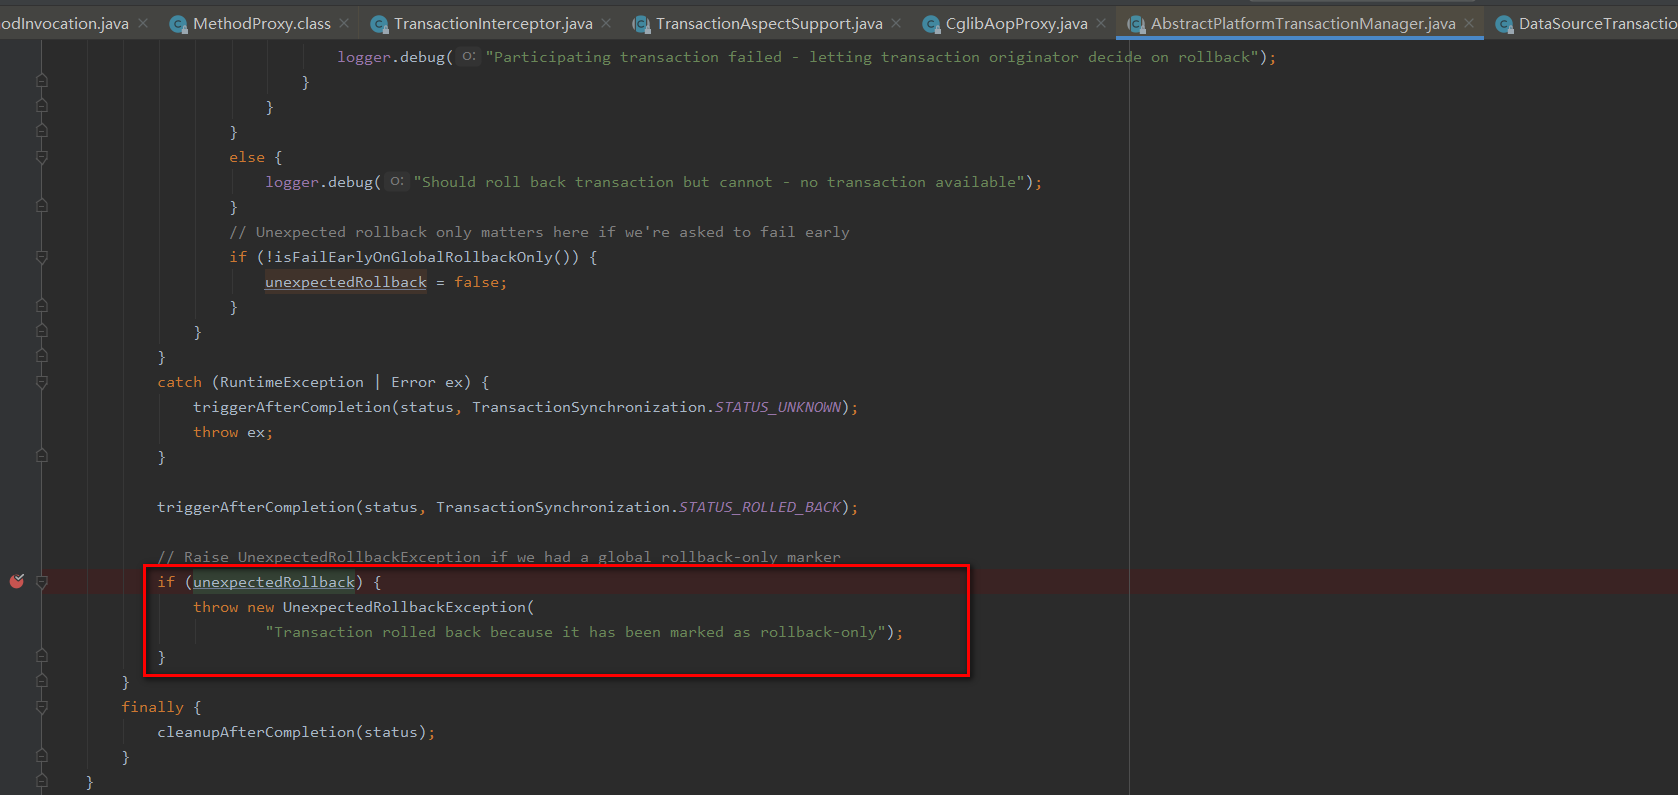 odInvocation.java MethodProxy.class TransactionInterceptor.java TransactionAspectSupport.java CglibAopProxy.java AbstractPlatformTransactionManager.java DataSourceTransactio
logger.debug( o: "Participating transaction failed - letting transaction originator decide on rollback");
}
}
}
else {
logger.debug( o: "Should roll back transaction but cannot - no transaction available");
}
// Unexpected rollback only matters here if we're asked to fail early
if (!isFailEarlyOnGlobalRollbackOnly()) {
unexpectedRollback = false;
}
}
}
catch (RuntimeException | Error ex) {
triggerAfterCompletion(status, TransactionSynchronization.STATUS_UNKNOWN);
throw ex;
}
triggerAfterCompletion(status, TransactionSynchronization.STATUS_ROLLED_BACK);
// Raise UnexpectedRollbackException if we had a global rollback-only marker
if (unexpectedRollback) {
throw new UnexpectedRollbackException(
"Transaction rolled back because it has been marked as rollback-only");
}
}
finally {
cleanupAfterCompletion(status);
}
}